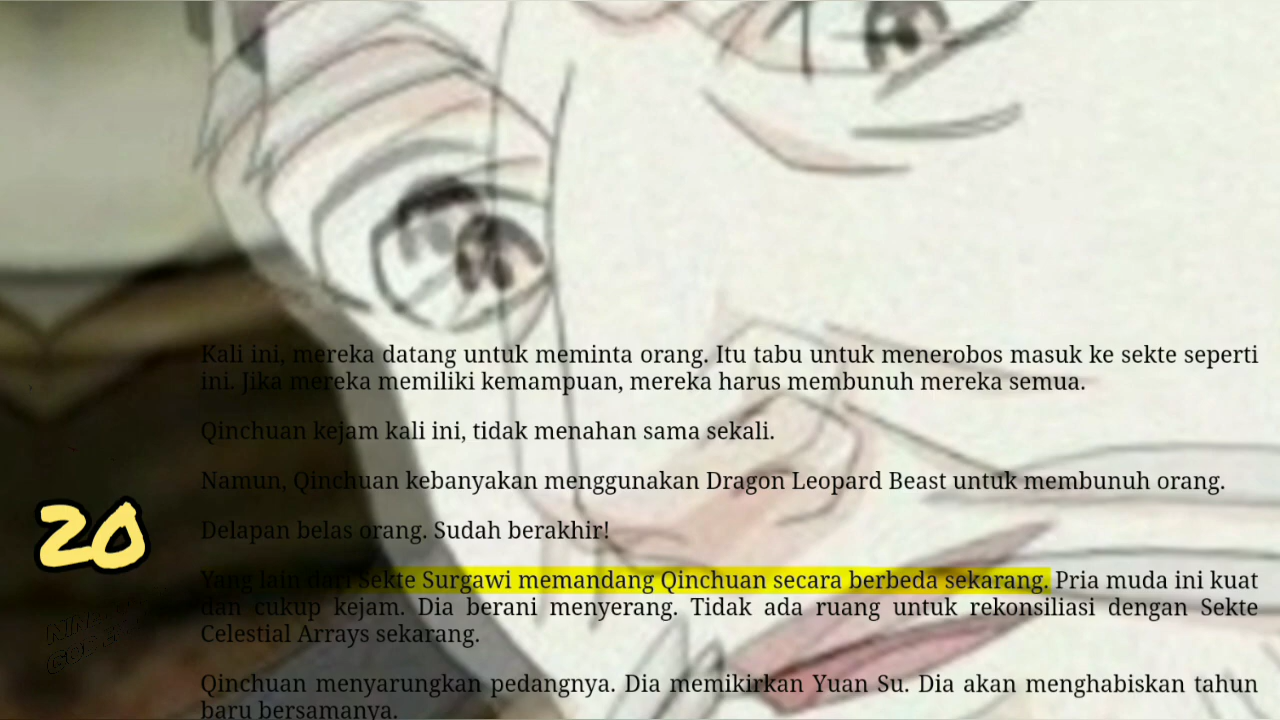 Kali ini, mereka datang untuk meminta orang. Itu tabu untuk menerobos masuk ke sekte seperti
ini. Jika mereka memiliki kemampuan, mereka harus membunuh mereka semua.
Qinchuan kejam kali ini, tidak menahan sama sekali.
Namun, Qinchuan kebanyakan menggunakan Dragon Leopard Beast untuk membunuh orang.
Delapan belas orang. Sudah berakhir!
20
Yang lain dari Sekte Surgawi memandang Qinchuan secara berbeda sekarang. Pria muda ini kuat
dan cukup kejam. Dia berani menyerang. Tidak ada ruang untuk rekonsiliasi dengan Sekte
Celestial Arrays sekarang.
Qinchuan menyarungkan pedangnya. Dia memikirkan Yuan Su. Dia akan menghabiskan tahun
baru bersamanya.